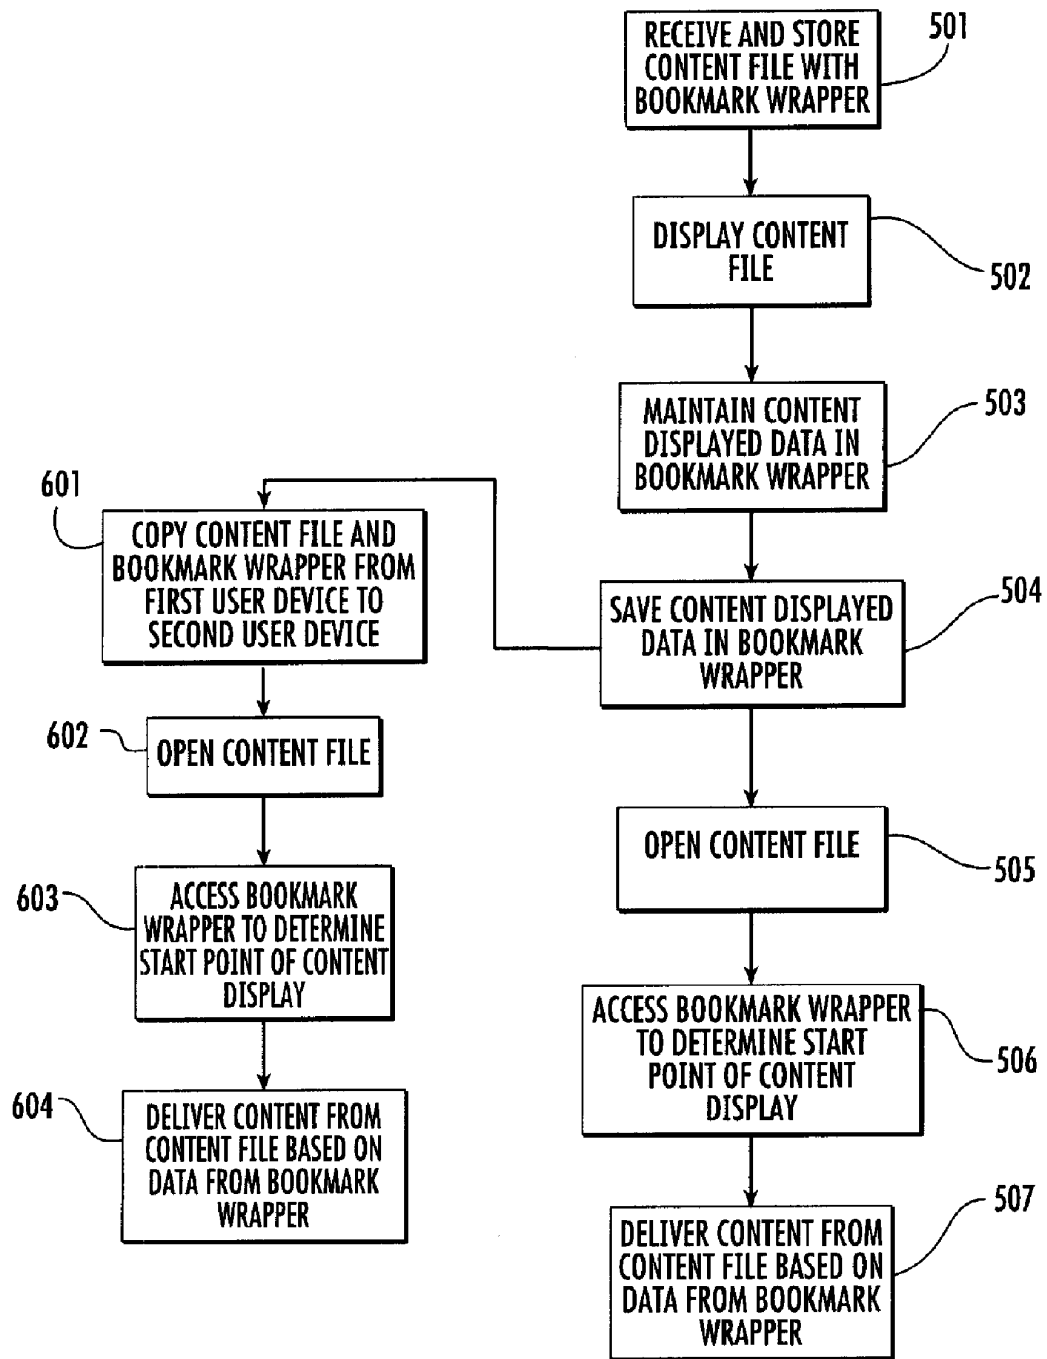 RECEIVE AND STORE
CONTENT FILE WITH
BOOKMARK WRAPPER
501
DISPLAY CONTENT
FILE
502
MAINTAIN CONTENT
DISPLAYED DATA IN
BOOKMARK WRAPPER
503
SAVE CONTENT DISPLAYED
DATA IN BOOKMARK
WRAPPER
504
OPEN CONTENT FILE
505
ACCESS BOOKMARK WRAPPER
TO DETERMINE START
POINT OF CONTENT
DISPLAY
506
DELIVER CONTENT FROM
CONTENT FILE BASED ON
DATA FROM BOOKMARK
WRAPPER
507
601
COPY CONTENT FILE AND
BOOKMARK WRAPPER FROM
FIRST USER DEVICE TO
SECOND USER DEVICE
602
OPEN CONTENT FILE
603
ACCESS BOOKMARK
WRAPPER TO DETERMINE
START POINT OF CONTENT
DISPLAY
604
DELIVER CONTENT FROM
CONTENT FILE BASED ON
DATA FROM BOOKMARK
WRAPPER